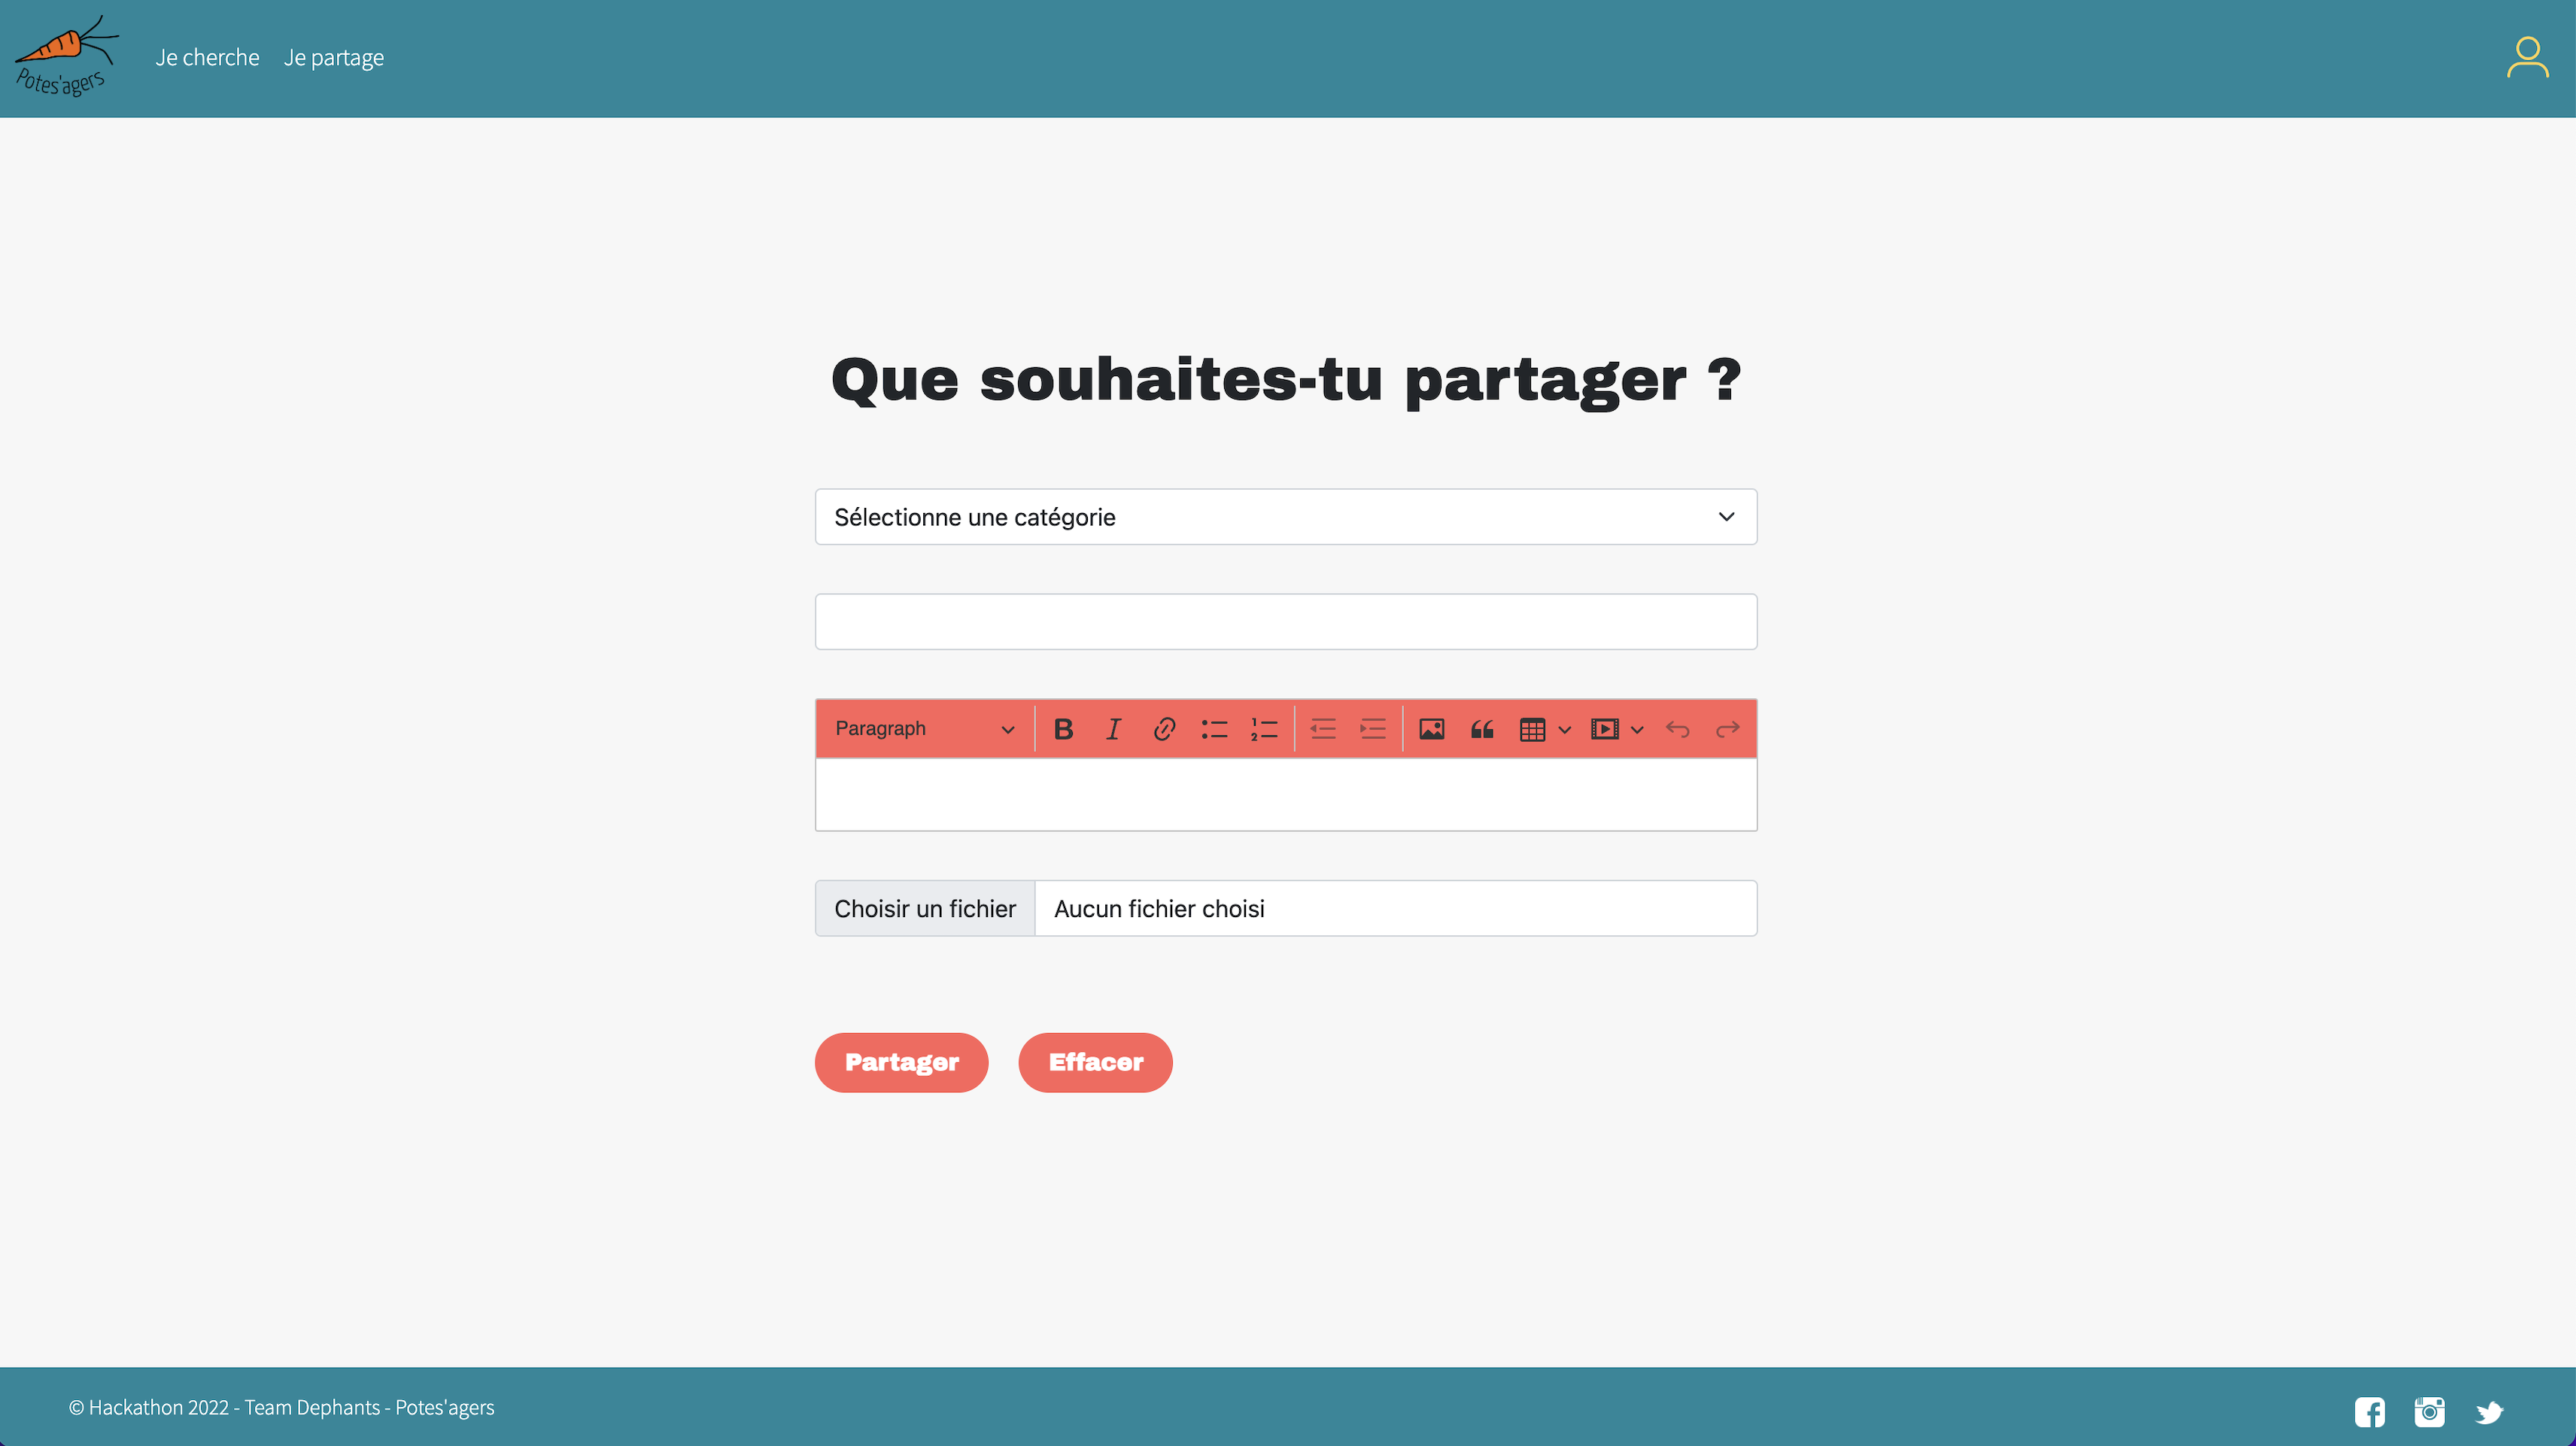 Potes'agers
Je cherche Je partage
Que souhaites-tu partager ?
Sélectionne une catégorie
Paragraph
Choisir un fichier Aucun fichier choisi
Partager Effacer
© Hackathon 2022 - Team Dephants - Potes'agers